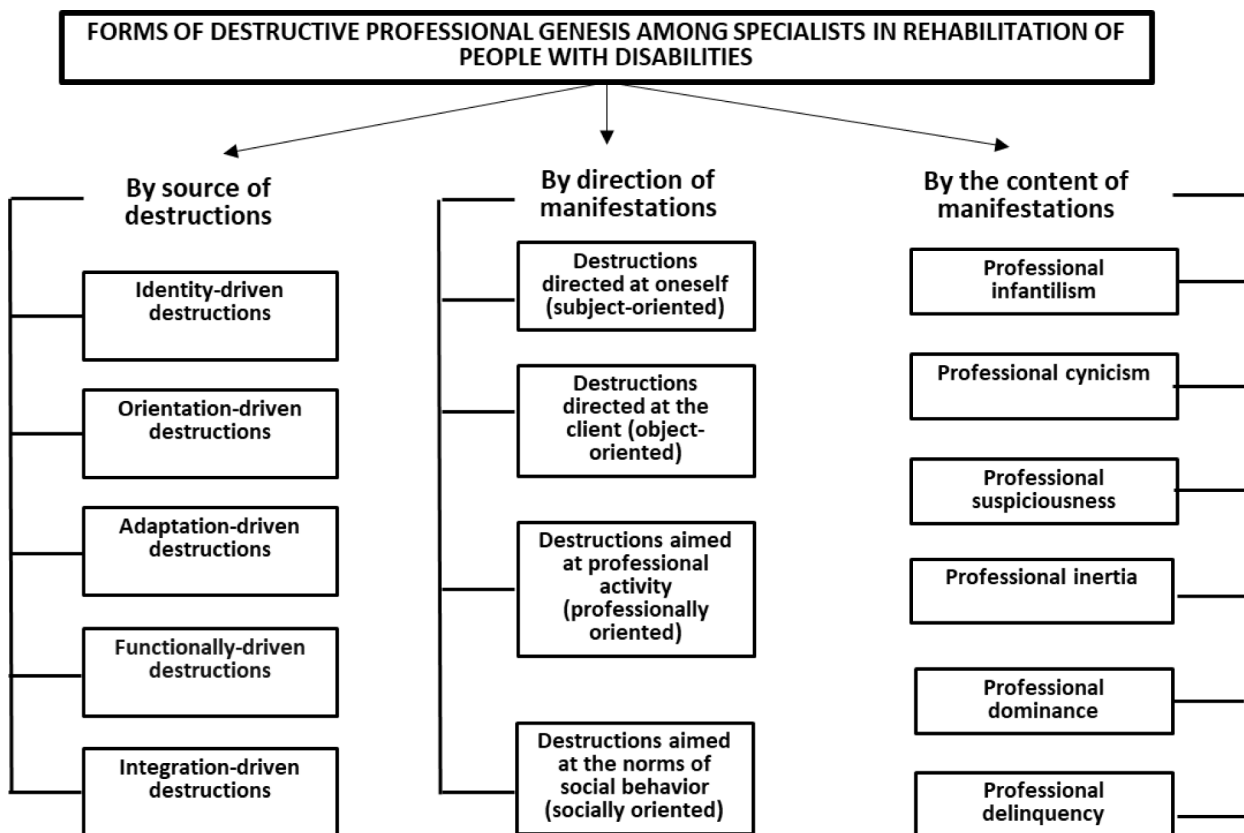 FORMS OF DESTRUCTIVE PROFESSIONAL GENESIS AMONG SPECIALISTS IN REHABILITATION OF
PEOPLE WITH DISABILITIES
By source of
destructions
Identity-driven
destructions
Orientation-driven
destructions
Adaptation-driven
destructions
Functionally-driven
destructions
Integration-driven
destructions
By direction of
manifestations
Destructions
directed at oneself
(subject-oriented)
Destructions
directed at the
client (object-
oriented)
Destructions aimed
at professional
activity
(professionally
oriented)
Destructions aimed
at the norms of
social behavior
(socially oriented)
By the content of
manifestations
Professional
infantilism
Professional cynicism
Professional
suspiciousness
Professional inertia
Professional
dominance
Professional
delinquency